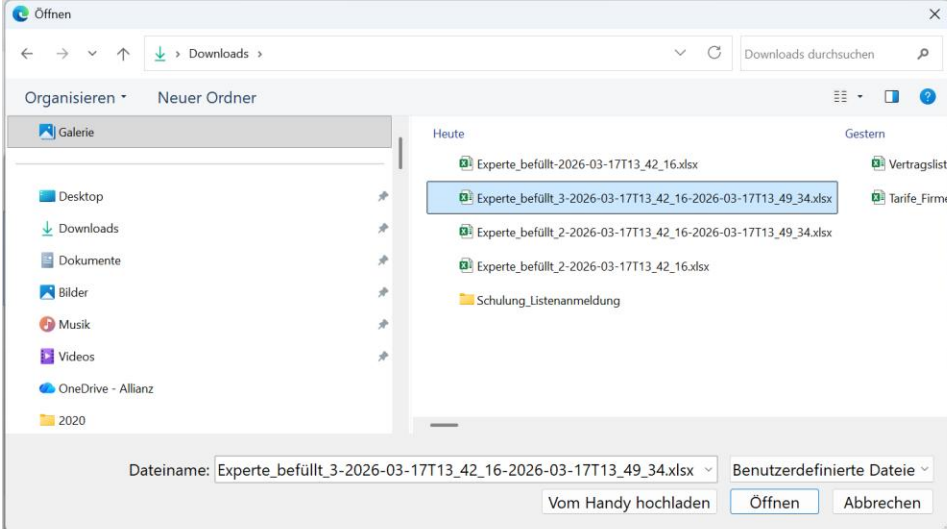 Öffnen
Downloads
Downloads durchsuchen
Organisieren
Neuer Ordner
Galerie
Desktop
Downloads
Dokumente
Bilder
Musik
Videos
OneDrive - Allianz
2020
Heute
Experte_befüllt-2026-03-17T13_42_16.xlsx
Experte_befüllt_3-2026-03-17T13_42_16-2026-03-17T13_49_34.xlsx
Experte_befüllt_2-2026-03-17T13_42_16-2026-03-17T13_49_34.xlsx
Experte_befüllt_2-2026-03-17T13_42_16.xlsx
Schulung_Listenanmeldung
Gestern
Vertragslist
Tarife_Firme
Dateiname: Experte_befüllt_3-2026-03-17T13_42_16-2026-03-17T13_49_34.xlsx
Benutzerdefinierte Dateie
Vom Handy hochladen
Öffnen
Abbrechen